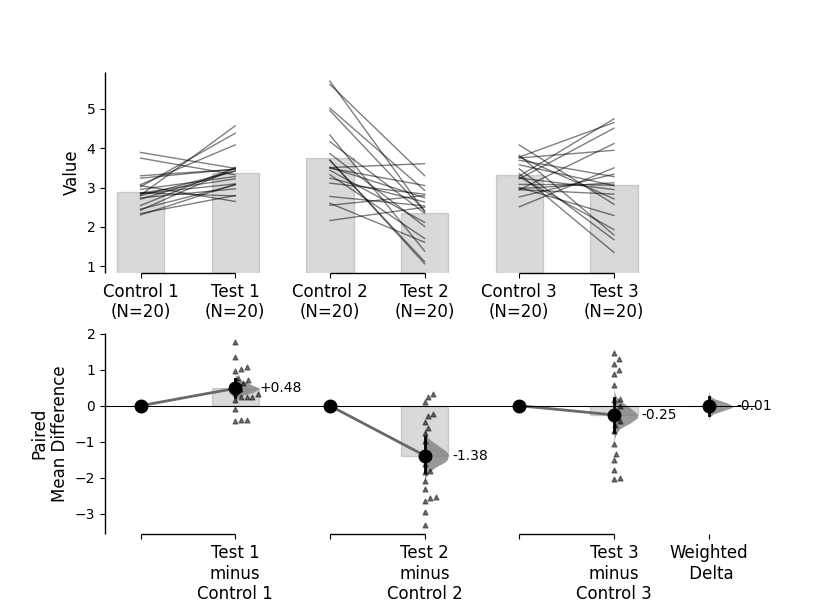 Value
5
4
3
2
1
Control 1
(N=20)
Test 1
(N=20)
Control 2
(N=20)
Test 2
(N=20)
Control 3
(N=20)
Test 3
(N=20)
Paired
Mean Difference
2
1
0
−1
−2
−3
+0.48
-1.38
-0.25
-0.01
Test 1
minus
Control 1
Test 2
minus
Control 2
Test 3
minus
Control 3
Weighted
Delta